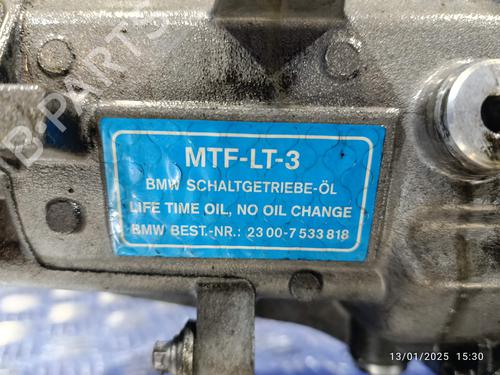 B-PARTS
MTF-LT-3
BMW SCHALTGETRIEBE-ÖL
LIFE TIME OIL, NO OIL CHANGE
BMW BEST.-NR.: 23 00-7 533 818
13/01/2025 15:30